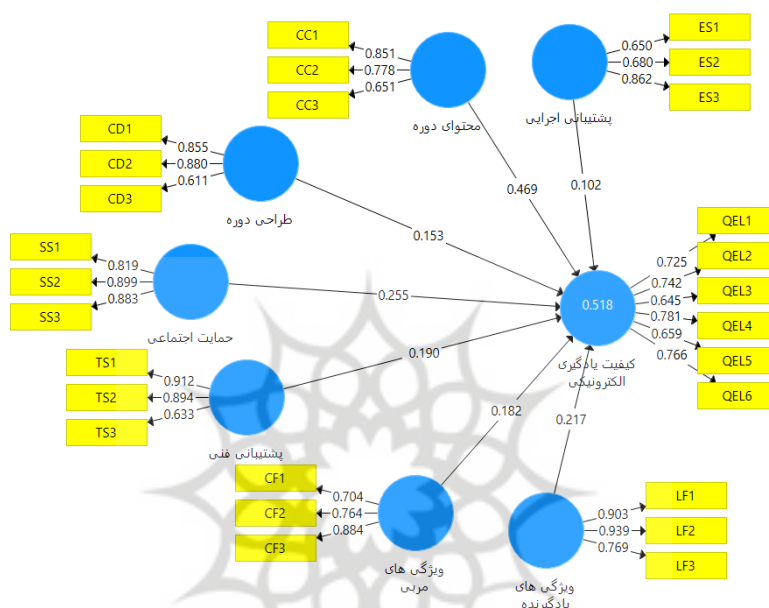 CC1
CC2
CC3
0.851
0.778
0.651
محتوای دوره
ES1
ES2
ES3
0.650
0.680
0.862
پشتیبانی اجرایی
CD1
CD2
CD3
0.855
0.880
0.611
طراحی دوره
0.469
0.102
0.153
SS1
SS2
SS3
0.819
0.899
0.883
حمایت اجتماعی
0.255
0.518
کیفیت یادگیری
الکترونیکی
0.725
0.742
0.645
0.781
0.659
0.766
QEL1
QEL2
QEL3
QEL4
QEL5
QEL6
TS1
TS2
TS3
0.912
0.894
0.633
پشتیبانی فنی
0.190
0.182
0.217
CF1
CF2
CF3
0.704
0.764
0.884
ویژگی های
مربی
LF1
LF2
LF3
0.903
0.939
0.769
ویژگی های
یادگیرنده